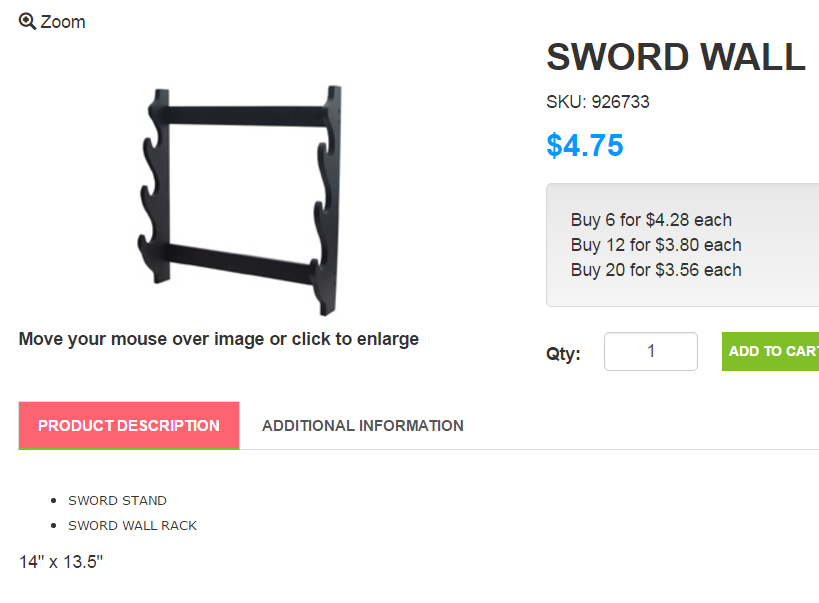 Zoom
SWORD WALL
SKU: 926733
$4.75
Buy 6 for $4.28 each
Buy 12 for $3.80 each
Buy 20 for $3.56 each
Move your mouse over image or click to enlarge
Qty: 1 ADD TO CART
PRODUCT DESCRIPTION ADDITIONAL INFORMATION
SWORD STAND
SWORD WALL RACK
14" x 13.5"